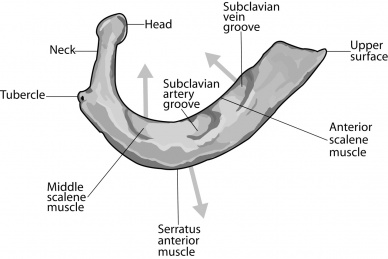 Subclavian
vein
groove
Head
Neck
Upper
surface
Subclavian
artery
groove
Tubercle
Anterior
scalene
muscle
Middle
scalene
muscle
Serratus
anterior
muscle